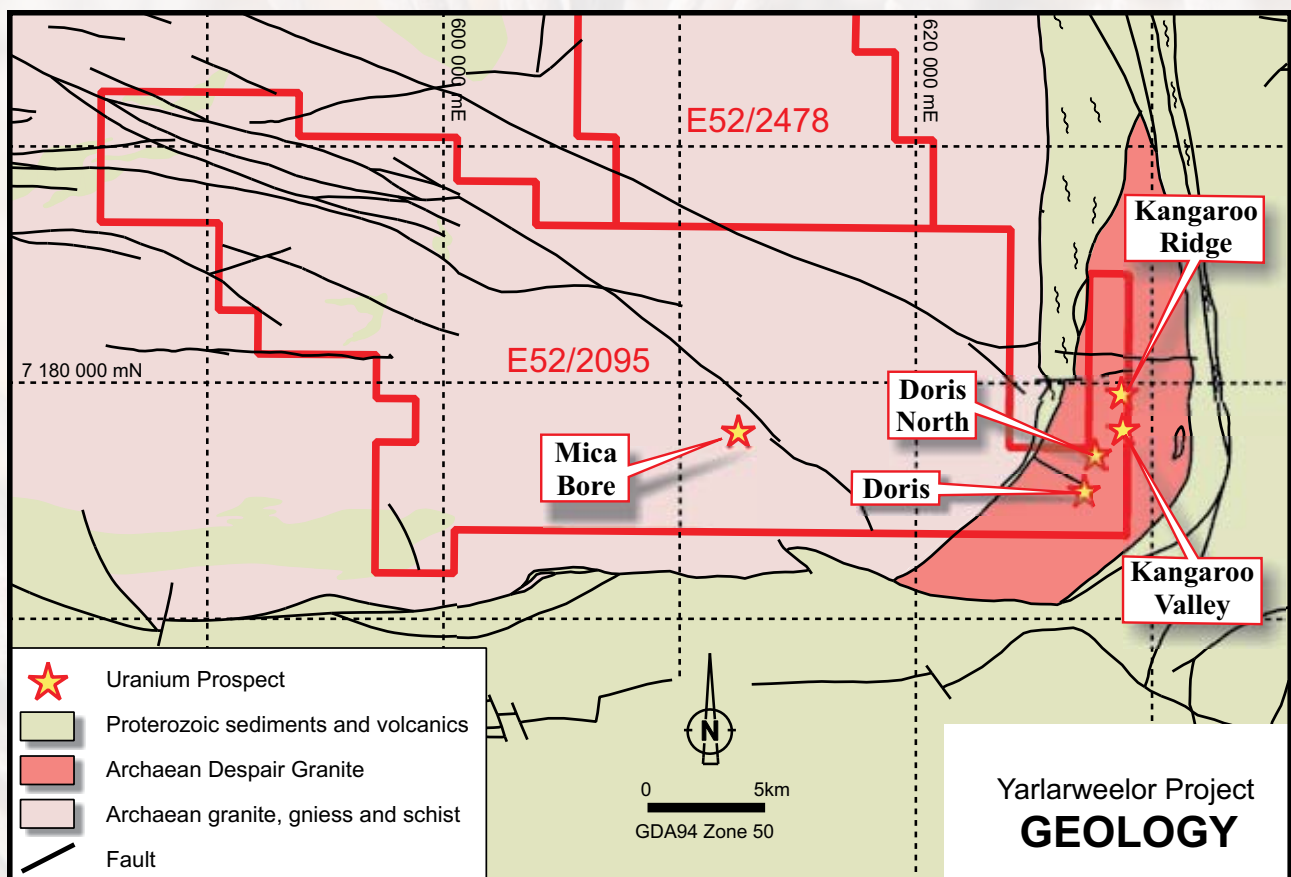 600 000 mE
620 000 mE
E52/2478
Kangaroo
Ridge
7 180 000 mN
E52/2095
Doris
North
Mica
Bore
Doris
Kangaroo
Valley
Uranium Prospect
Proterozoic sediments and volcanics
Archaean Despair Granite
Archaean granite, gniess and schist
Fault
N
0 5km
GDA94 Zone 50
Yarlarweelor Project
GEOLOGY